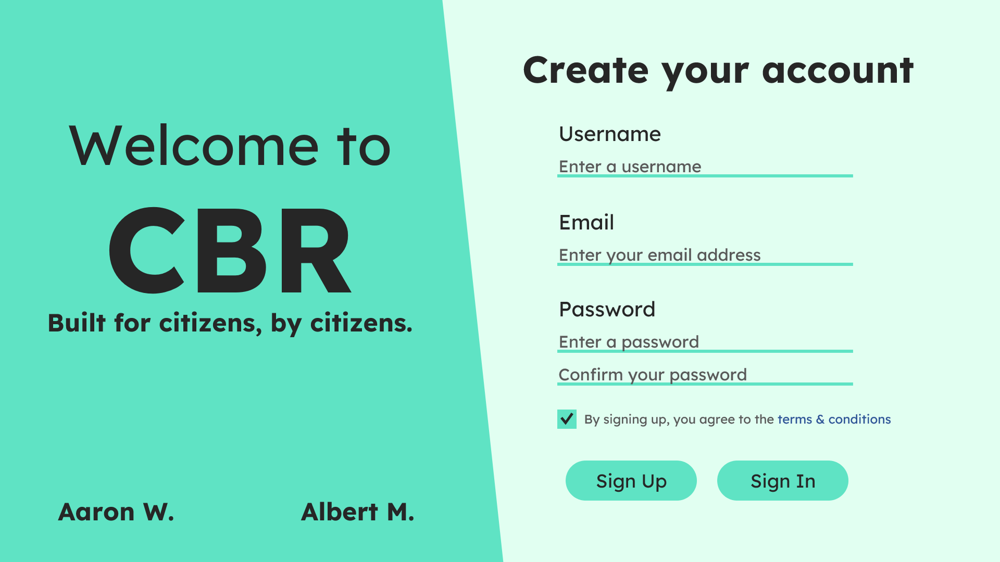 Welcome to
CBR
Built for citizens, by citizens.
Aaron W.
Albert M.
Create your account
Username
Enter a username
Email
Enter your email address
Password
Enter a password
Confirm your password
By signing up, you agree to the terms & conditions
Sign Up
Sign In